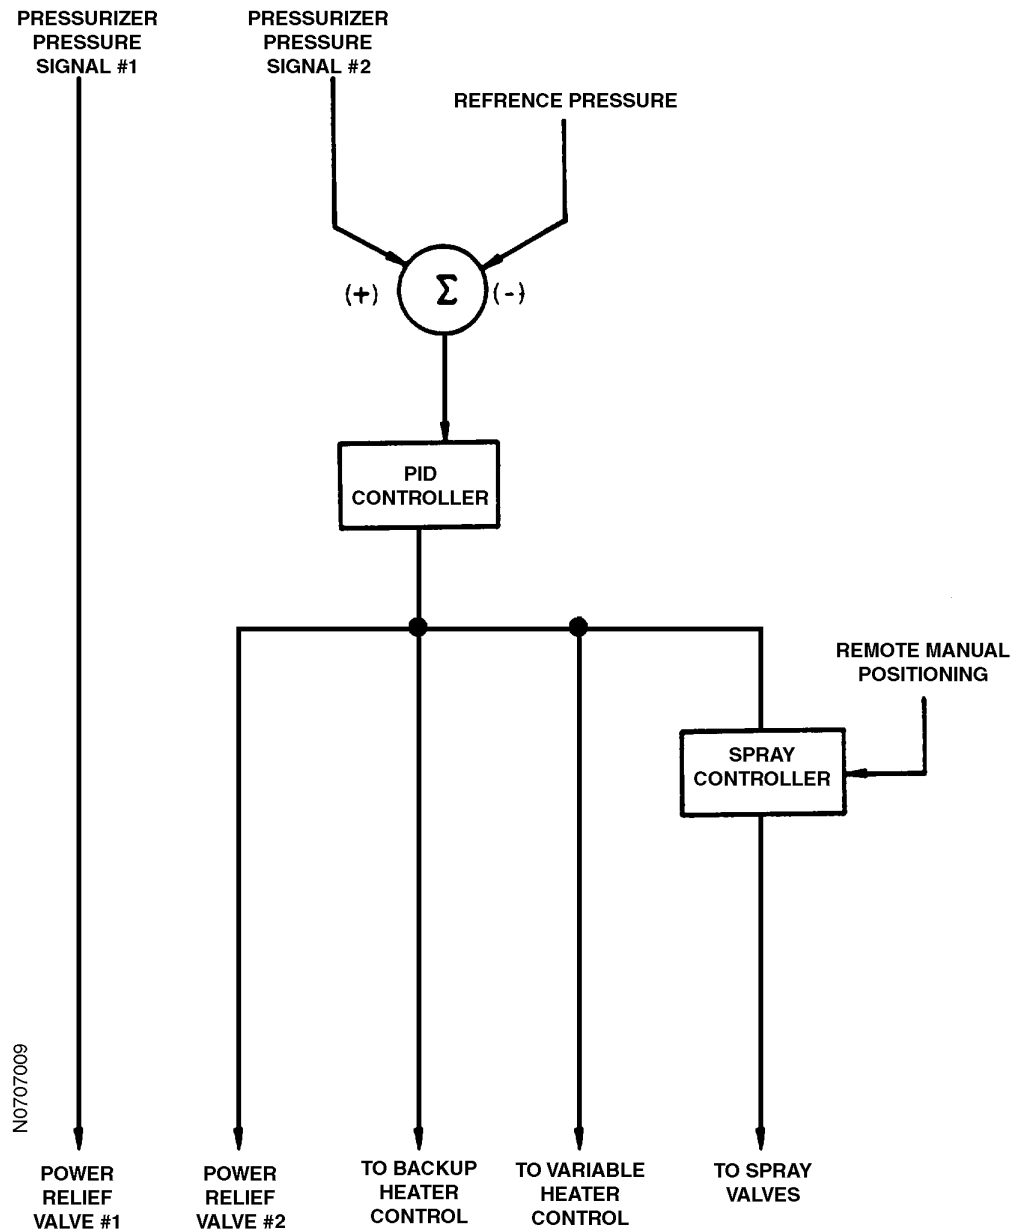 PRESSURIZER
PRESSURE
SIGNAL #1
PRESSURIZER
PRESSURE
SIGNAL #2
REFRENCE PRESSURE
(+)
Σ
(-)
PID
CONTROLLER
REMOTE MANUAL
POSITIONING
SPRAY
CONTROLLER
N0707009
POWER
RELIEF
VALVE #1
POWER
RELIEF
VALVE #2
TO BACKUP
HEATER
CONTROL
TO VARIABLE
HEATER
CONTROL
TO SPRAY
VALVES